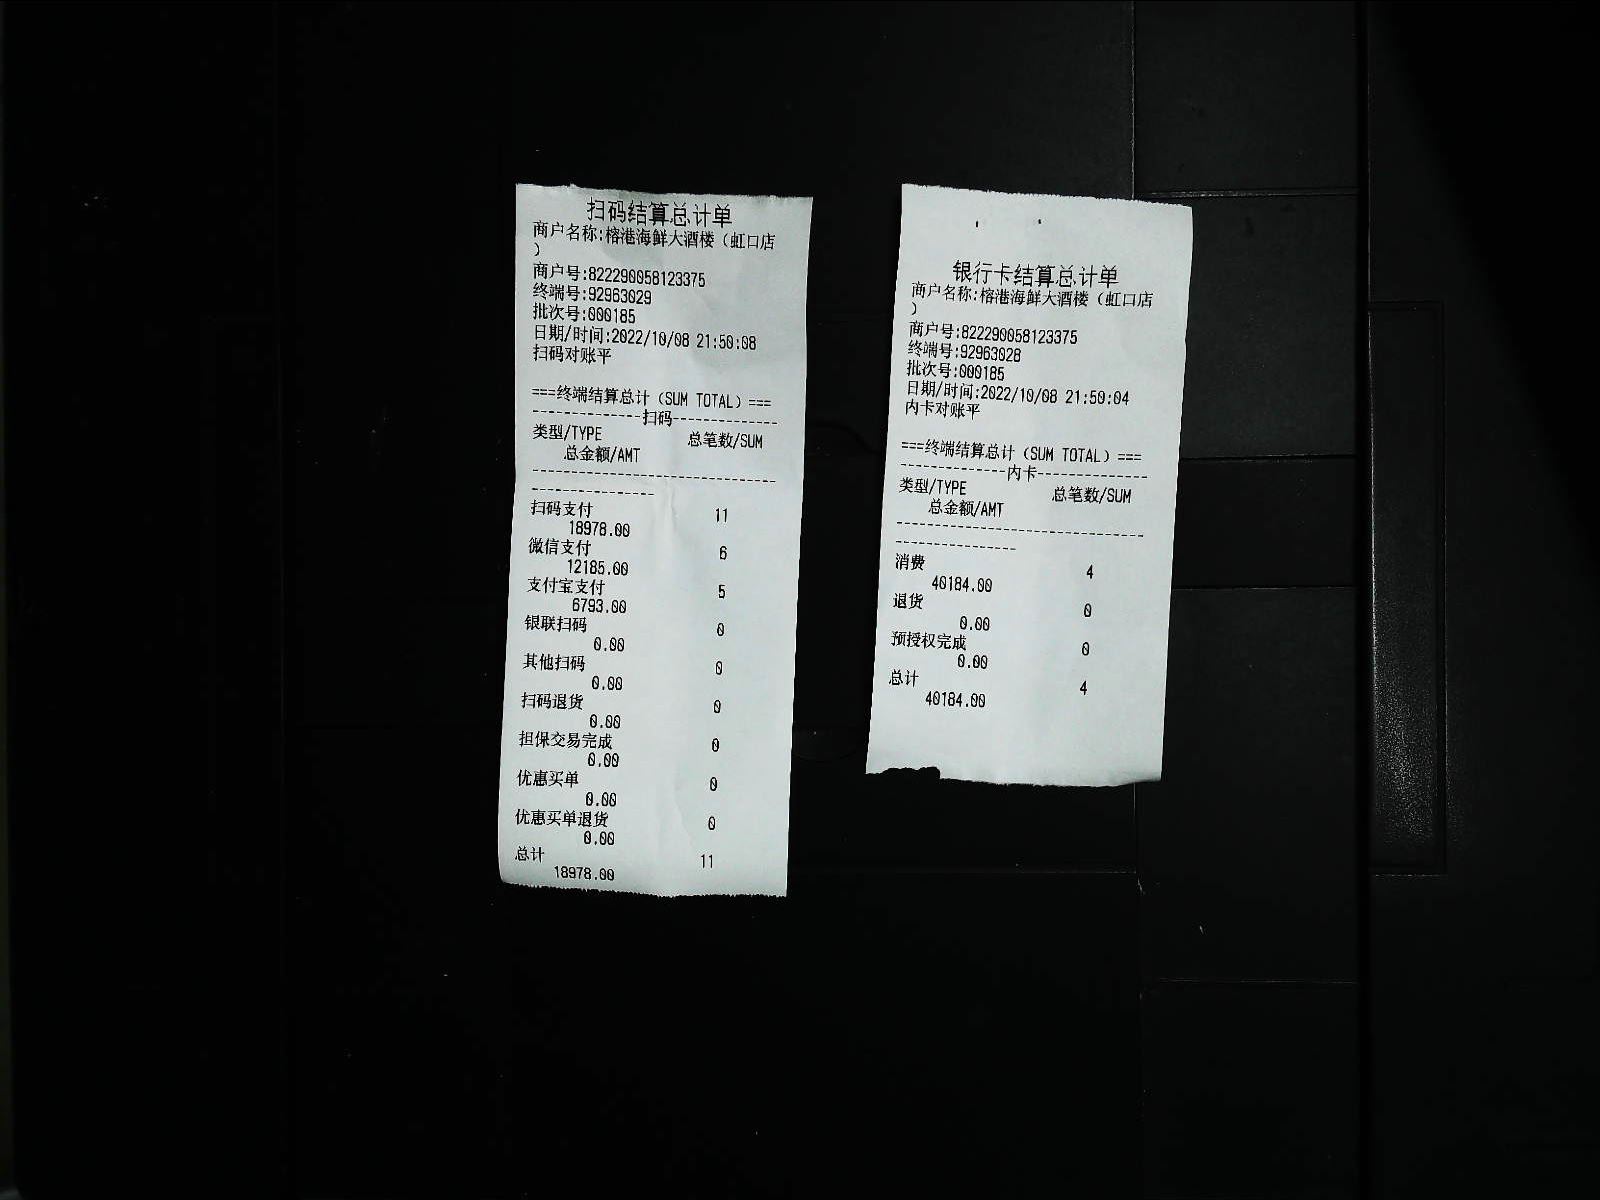 扫码结算总计单
商户名称:榕港海鲜大酒楼（虹口店
）
商户号:822290058123375
终端号:92963029
批次号:000185
日期/时间:2022/10/08 21:50:08
扫码对账平
===终端结算总计（SUM TOTAL）===
--------------扫码--------------
类型/TYPE 总笔数/SUM
总金额/AMT
扫码支付 11
18978.00
微信支付 6
12185.00
支付宝支付 5
6793.00
银联扫码 0
0.00
其他扫码 0
0.00
扫码退货 0
0.00
担保交易完成 0
0.00
优惠买单 0
0.00
优惠买单退货 0
0.00
总计 11
18978.00
银行卡结算总计单
商户名称:榕港海鲜大酒楼（虹口店
）
商户号:822290058123375
终端号:92963028
批次号:000185
日期/时间:2022/10/08 21:50:04
内卡对账平
===终端结算总计（SUM TOTAL）===
--------------内卡--------------
类型/TYPE 总笔数/SUM
总金额/AMT
消费 4
40184.00
退货 0
0.00
预授权完成 0
0.00
总计 4
40184.00